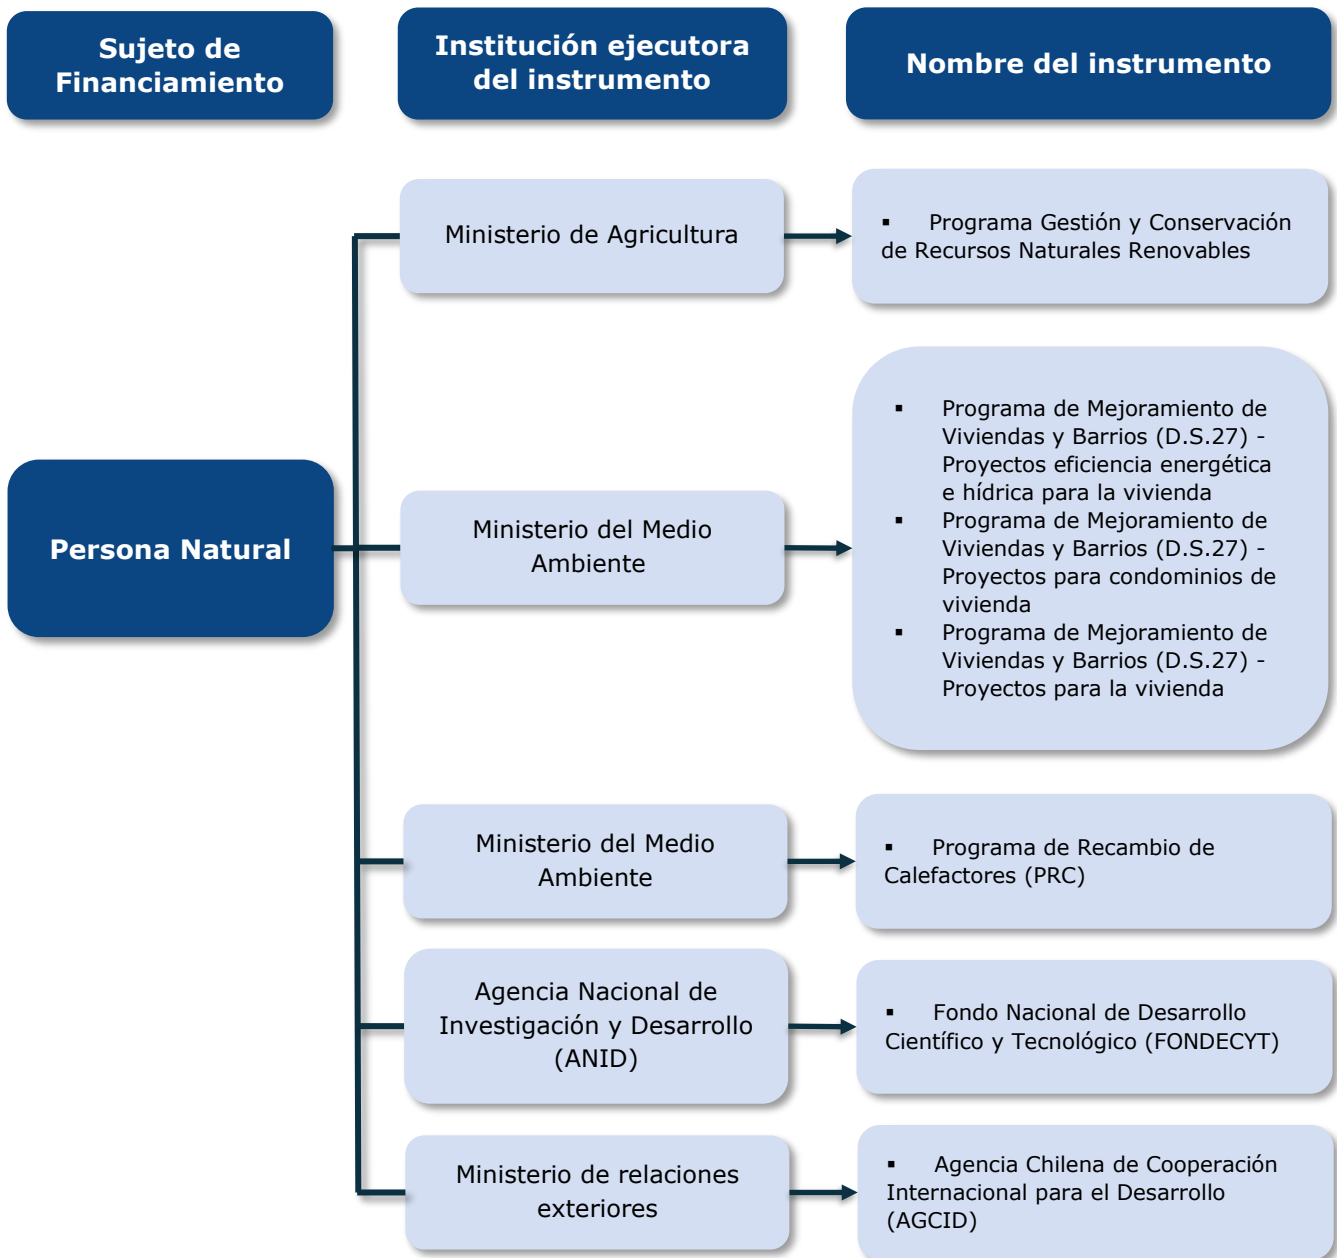 Sujeto de
Financiamiento
Institución ejecutora
del instrumento
Nombre del instrumento
Persona Natural
Ministerio de Agricultura
▪ Programa Gestión y Conservación
de Recursos Naturales Renovables
Ministerio del Medio
Ambiente
▪ Programa de Mejoramiento de
Viviendas y Barrios (D.S.27) -
Proyectos eficiencia energética
e hídrica para la vivienda
▪ Programa de Mejoramiento de
Viviendas y Barrios (D.S.27) -
Proyectos para condominios de
vivienda
▪ Programa de Mejoramiento de
Viviendas y Barrios (D.S.27) -
Proyectos para la vivienda
Ministerio del Medio
Ambiente
▪ Programa de Recambio de
Calefactores (PRC)
Agencia Nacional de
Investigación y Desarrollo
(ANID)
▪ Fondo Nacional de Desarrollo
Científico y Tecnológico (FONDECYT)
Ministerio de relaciones
exteriores
▪ Agencia Chilena de Cooperación
Internacional para el Desarrollo
(AGCID)